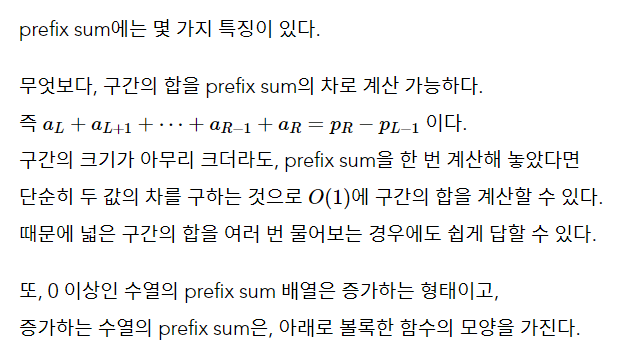 prefix sum에는 몇 가지 특징이 있다.
무엇보다, 구간의 합을 prefix sum의 차로 계산 가능하다.
즉 $a_L + a_{L+1} + \cdots + a_{R-1} + a_R = p_R - p_{L-1}$ 이다.
구간의 크기가 아무리 크더라도, prefix sum을 한 번 계산해 놓았다면
단순히 두 값의 차를 구하는 것으로 $O(1)$에 구간의 합을 계산할 수 있다.
때문에 넓은 구간의 합을 여러 번 물어보는 경우에도 쉽게 답할 수 있다.
또, 0 이상인 수열의 prefix sum 배열은 증가하는 형태이고,
증가하는 수열의 prefix sum은, 아래로 볼록한 함수의 모양을 가진다.